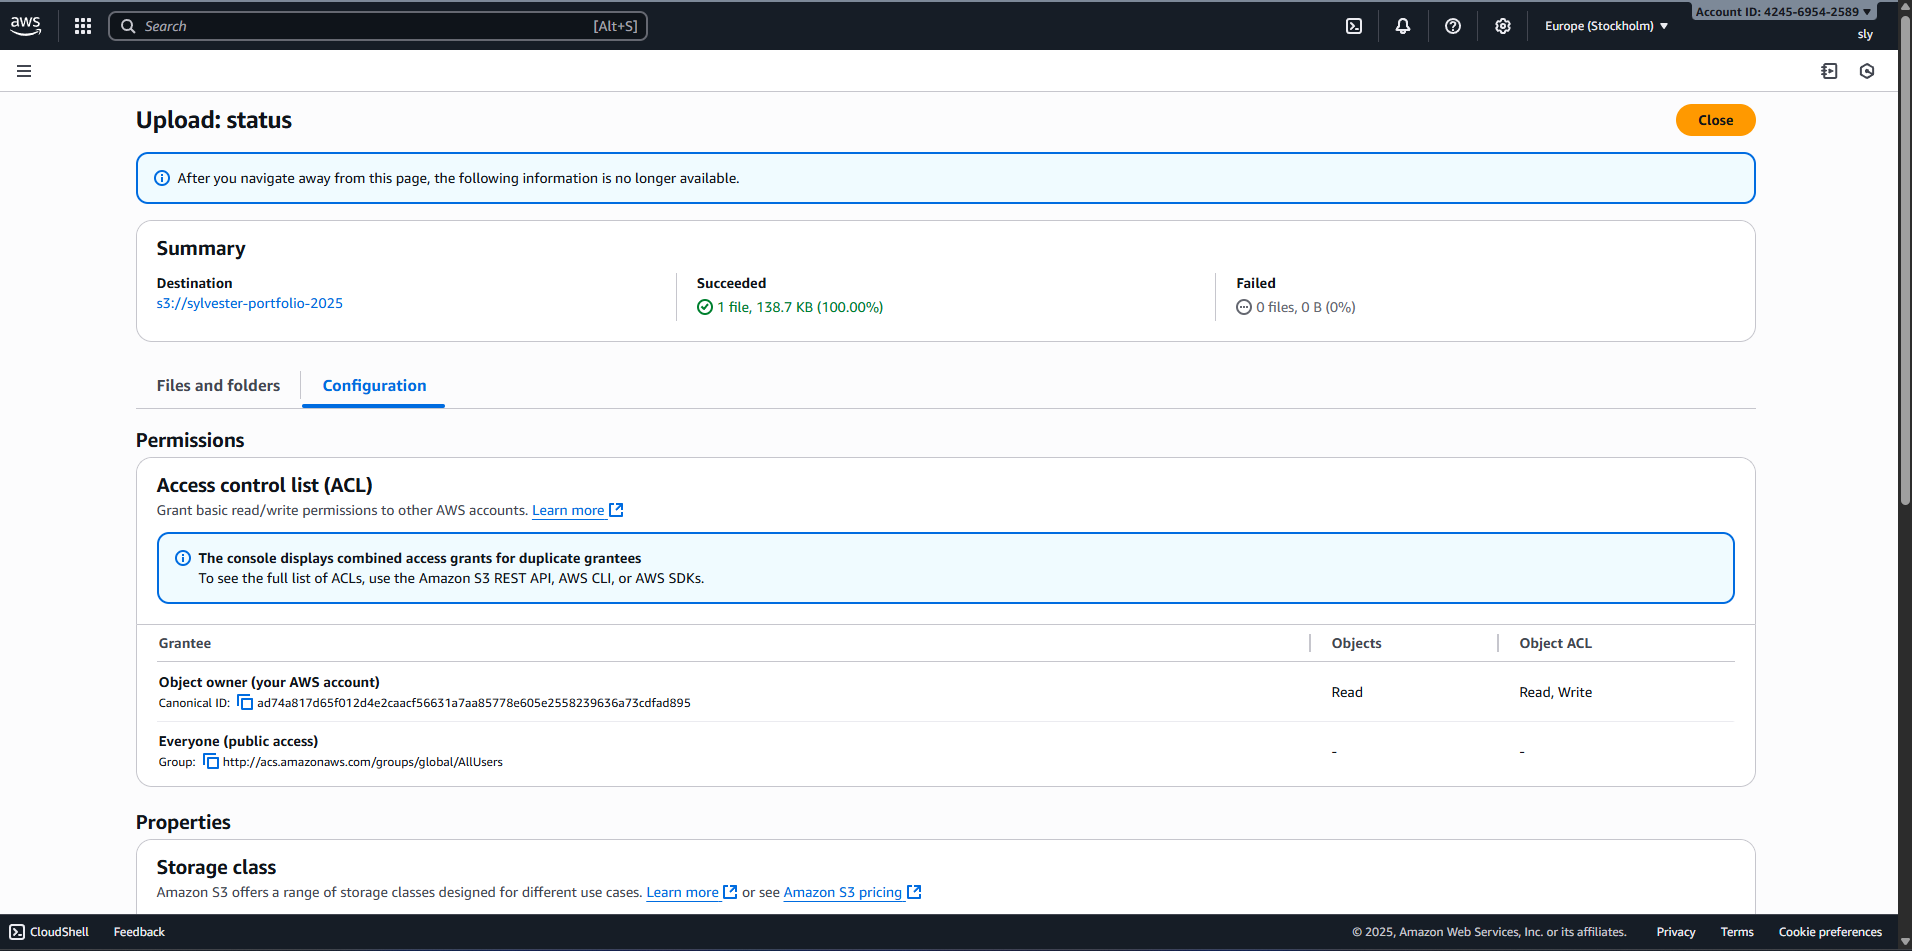 aws
Search
[Alt+S]
Europe (Stockholm)
Account ID: 4245-6954-2589
sly
Upload: status
Close
After you navigate away from this page, the following information is no longer available.
Summary
Destination
s3://sylvester-portfolio-2025
Succeeded
1 file, 138.7 KB (100.00%)
Failed
0 files, 0 B (0%)
Files and folders
Configuration
Permissions
Access control list (ACL)
Grant basic read/write permissions to other AWS accounts. Learn more
The console displays combined access grants for duplicate grantees
To see the full list of ACLs, use the Amazon S3 REST API, AWS CLI, or AWS SDKs.
Grantee
Objects
Object ACL
Object owner (your AWS account)
Canonical ID: ad74a817d65f012d4e2caacf56631a7aa85778e605e2558239636a73cdfad895
Read
Read, Write
Everyone (public access)
Group: http://acs.amazonaws.com/groups/global/AllUsers
-
-
Properties
Storage class
Amazon S3 offers a range of storage classes designed for different use cases. Learn more or see Amazon S3 pricing
CloudShell
Feedback
© 2025, Amazon Web Services, Inc. or its affiliates.
Privacy
Terms
Cookie preferences